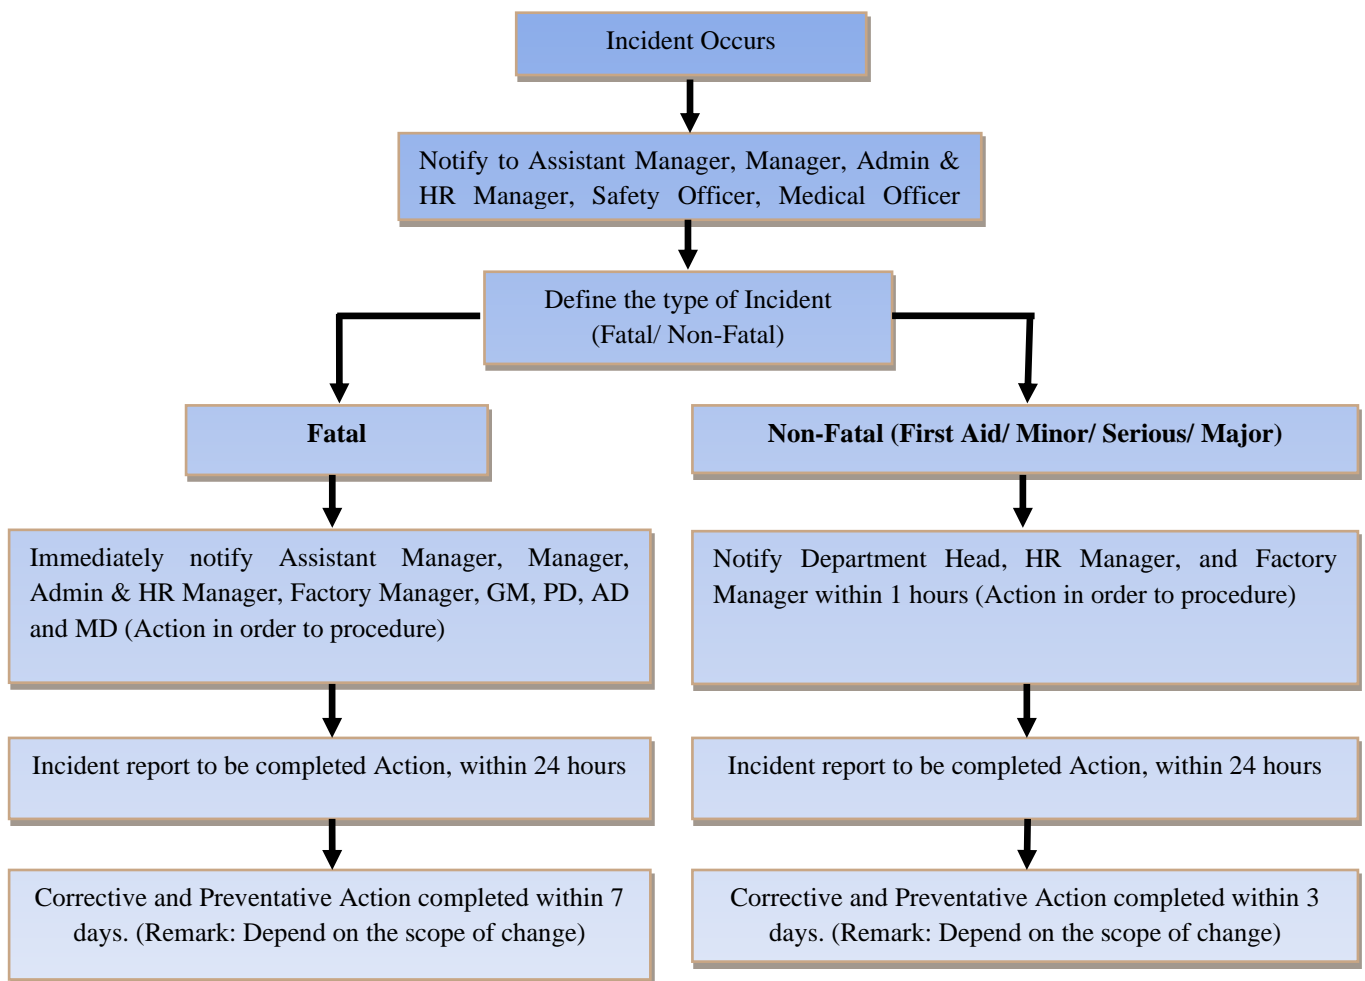 Incident Occurs
Notify to Assistant Manager, Manager, Admin &
HR Manager, Safety Officer, Medical Officer
Define the type of Incident
(Fatal/ Non-Fatal)
Fatal
Non-Fatal (First Aid/ Minor/ Serious/ Major)
Immediately notify Assistant Manager, Manager,
Admin & HR Manager, Factory Manager, GM, PD, AD
and MD (Action in order to procedure)
Notify Department Head, HR Manager, and Factory
Manager within 1 hours (Action in order to procedure)
Incident report to be completed Action, within 24 hours
Incident report to be completed Action, within 24 hours
Corrective and Preventative Action completed within 7
days. (Remark: Depend on the scope of change)
Corrective and Preventative Action completed within 3
days. (Remark: Depend on the scope of change)